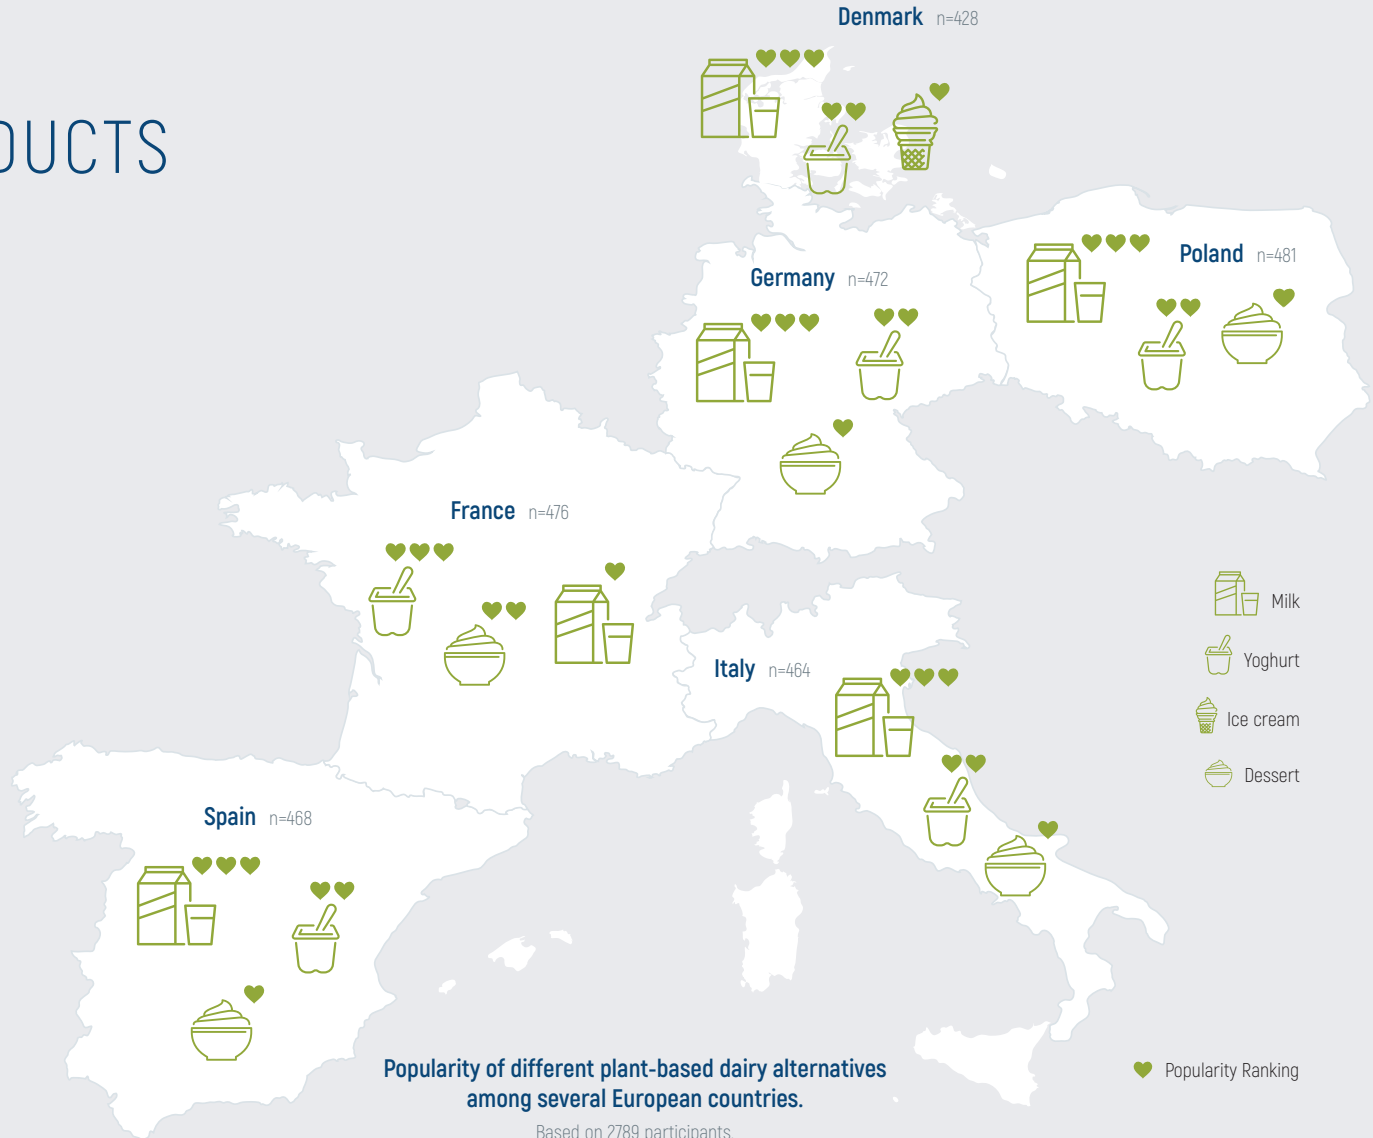 Denmark n=428
DUCTS
Poland n=481
Germany n=472
France n=476
Milk
Italy n=464
Yoghurt
Ice cream
Dessert
Spain n=468
Popularity of different plant-based dairy alternatives
among several European countries.
Popularity Ranking
Based on 2789 participants.